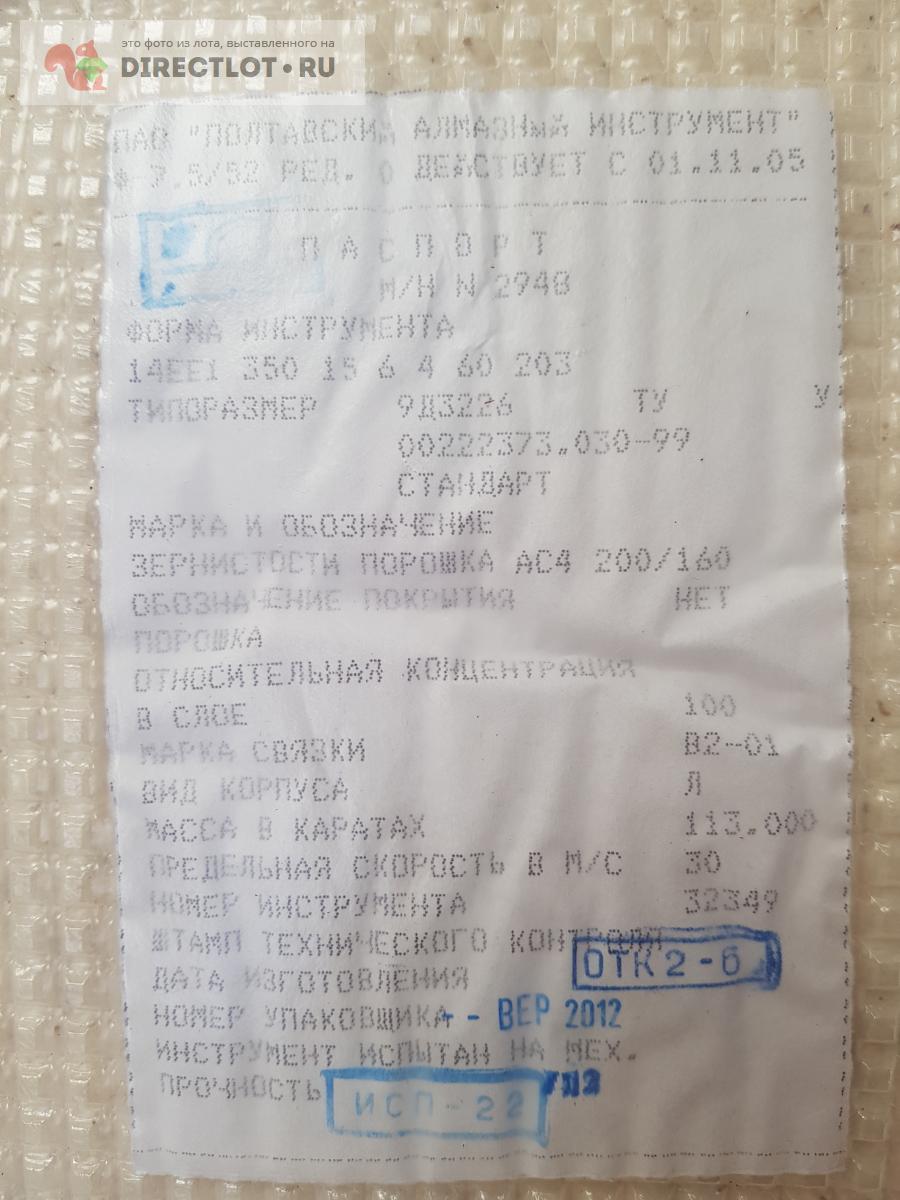 это фото из лота, выставленного на
DIRECTLOT•RU
ПАО "ПОЛТАВСКИЙ АЛМАЗНЫЙ ИНСТРУМЕНТ"
7.5/52 РЕД. 0 ДЕЙСТВУЕТ С 01.11.05
ПАСПОРТ
М/Н N 2948
ФОРМА ИНСТРУМЕНТА
14EE1 350 15 6 4 60 203
ТИПОРАЗМЕР 9Д3226 ТУ У
00222373.030-99
СТАНДАРТ
МАРКА И ОБОЗНАЧЕНИЕ
ЗЕРНИСТОСТИ ПОРОШКА АС4 200/160
ОБОЗНАЧЕНИЕ ПОКРЫТИЯ НЕТ
ПОРОШКА
ОТНОСИТЕЛЬНАЯ КОНЦЕНТРАЦИЯ
В СЛОЕ 100
МАРКА СВЯЗКИ В2-01
ВИД КОРПУСА Л
МАССА В КАРАТАХ 113.000
ПРЕДЕЛЬНАЯ СКОРОСТЬ В М/С 30
НОМЕР ИНСТРУМЕНТА 32349
ШТАМП ТЕХНИЧЕСКОГО КОНТРОЛЯ
ОТК 2-6
ДАТА ИЗГОТОВЛЕНИЯ
НОМЕР УПАКОВЩИКА - ВЕР 2012
ИНСТРУМЕНТ ИСПЫТАН НА МЕХ.
ПРОЧНОСТЬ ИСП-22